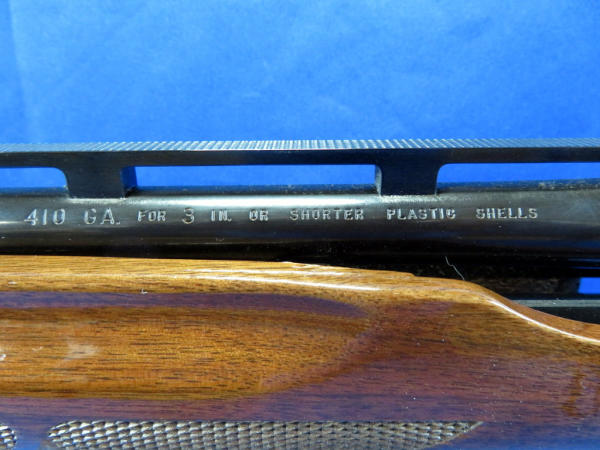 410 GA. FOR 3 IN. OR SHORTER PLASTIC SHELLS